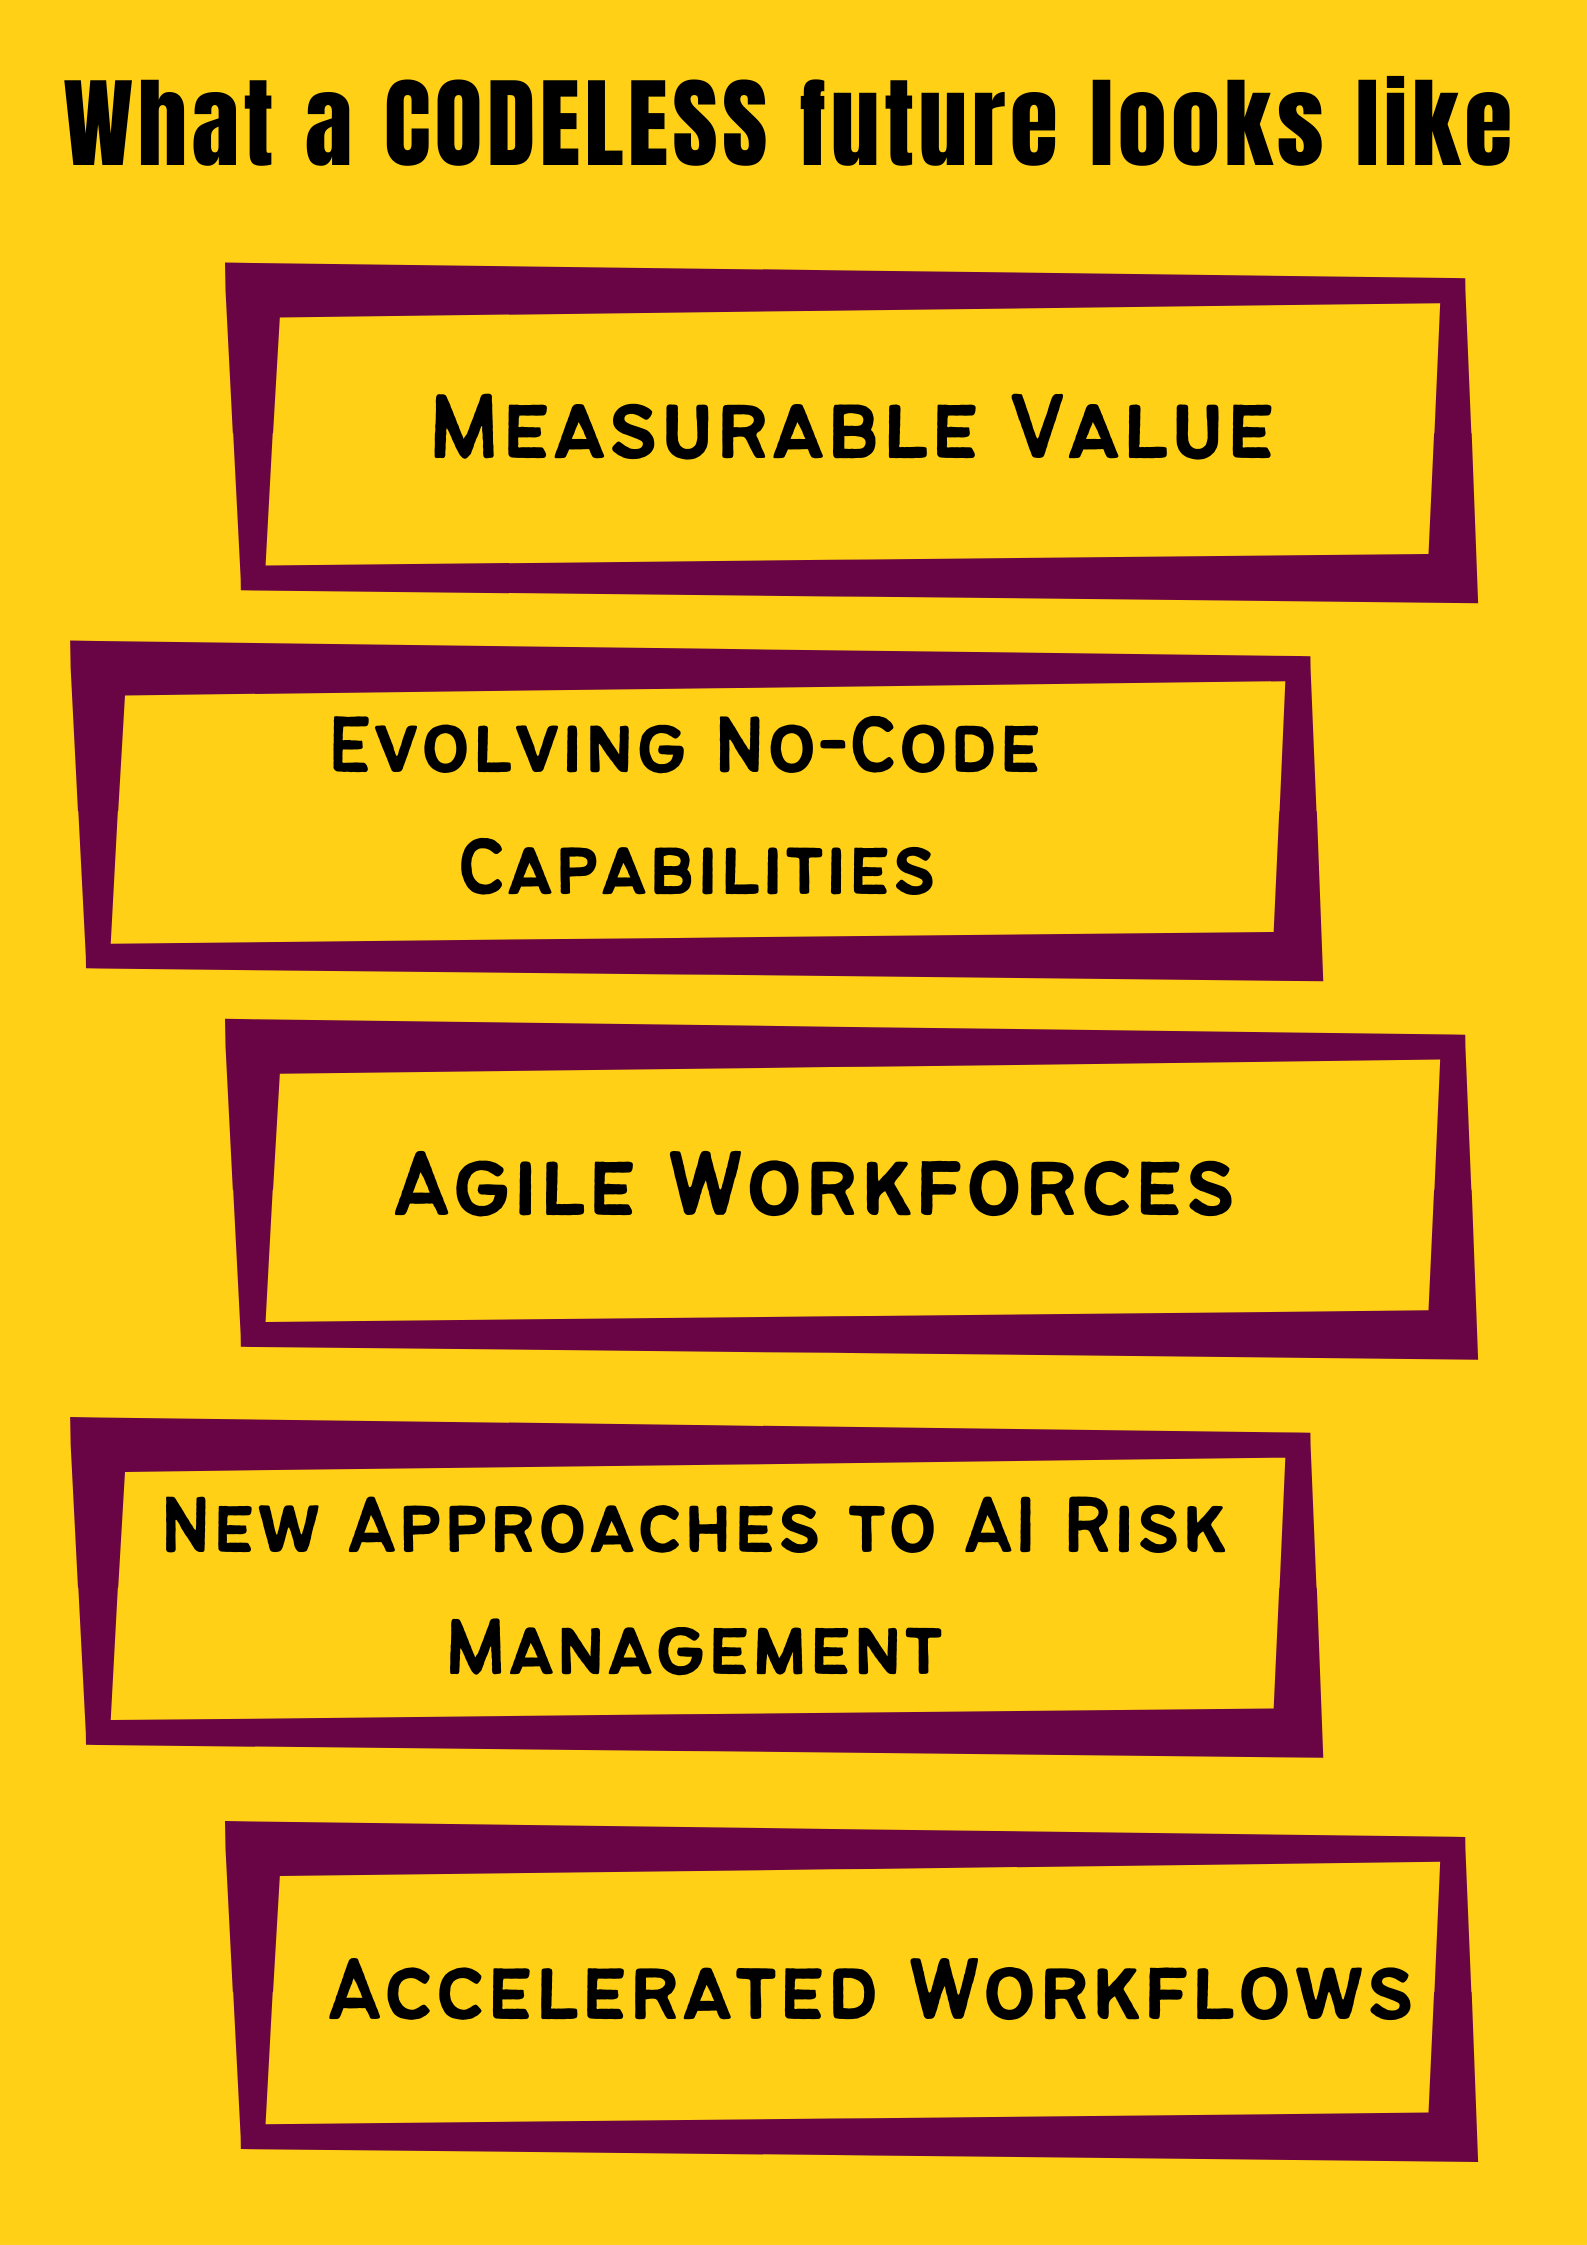 What a CODELESS future looks like
Measurable Value
Evolving No-Code
Capabilities
Agile Workforces
New Approaches to AI Risk
Management
Accelerated Workflows